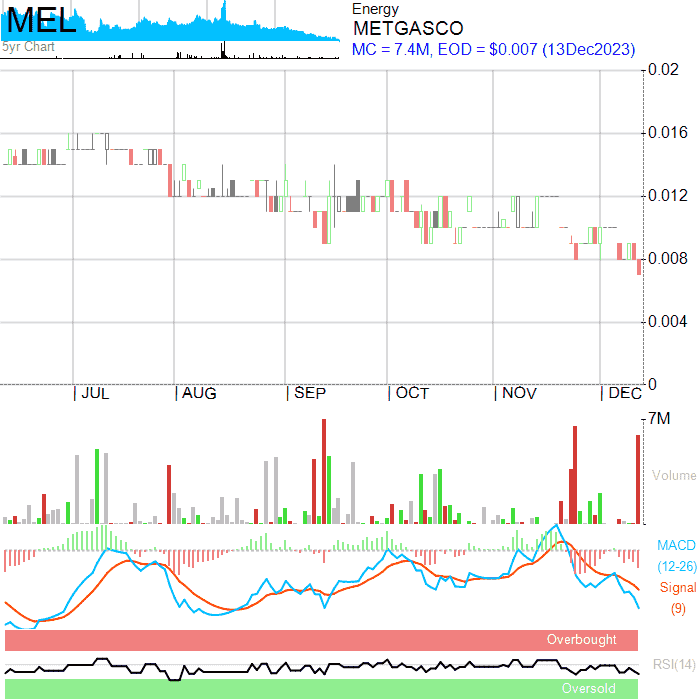 MEL
5yr Chart
Energy
METGASCO
MC = 7.4M, EOD = $0.007 (13Dec2023)
0.02
0.016
0.012
0.008
0.004
0
| JUL | AUG | SEP | OCT | NOV | DEC
7M
Volume
MACD
(12-26)
Signal
(9)
Overbought
RSI(14)
Oversold